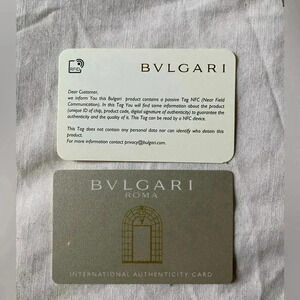 BVLGARI
Dear Customer,
we inform You this Bulgari product contains a passive Tag NFC (Near Field
Communication). In this Tag You will find some information about the product
(unique ID of chip, product code, digital signature of authenticity) to guarantee the
authenticity and the quality of it. This Tag can be read by a NFC device.
This Tag does not contain any personal data nor can identify who detain this
product.
For more information contact privacy@bulgari.com.
BVLGARI
ROMA
INTERNATIONAL AUTHENTICITY CARD